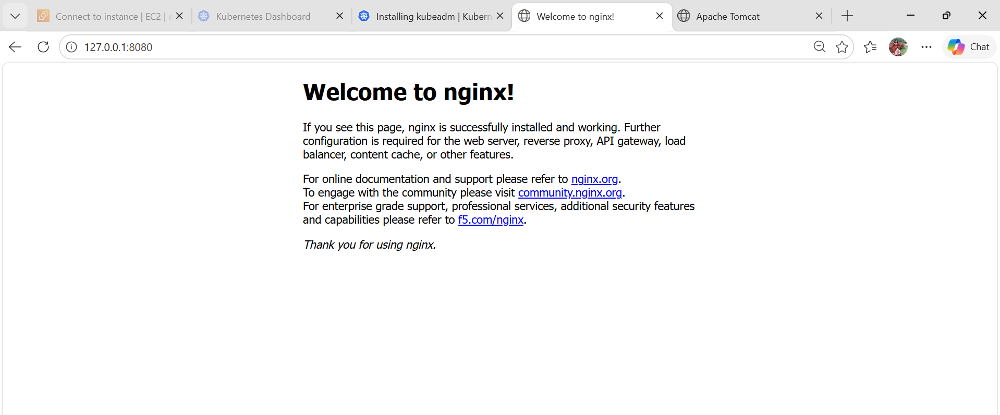 Connect to instance | EC2 | e
Kubernetes Dashboard
Installing kubeadm | Kubern
Welcome to nginx!
Apache Tomcat
127.0.0.1:8080
Chat
Welcome to nginx!
If you see this page, nginx is successfully installed and working. Further
configuration is required for the web server, reverse proxy, API gateway, load
balancer, content cache, or other features.
For online documentation and support please refer to nginx.org.
To engage with the community please visit community.nginx.org.
For enterprise grade support, professional services, additional security features
and capabilities please refer to f5.com/nginx.
Thank you for using nginx.